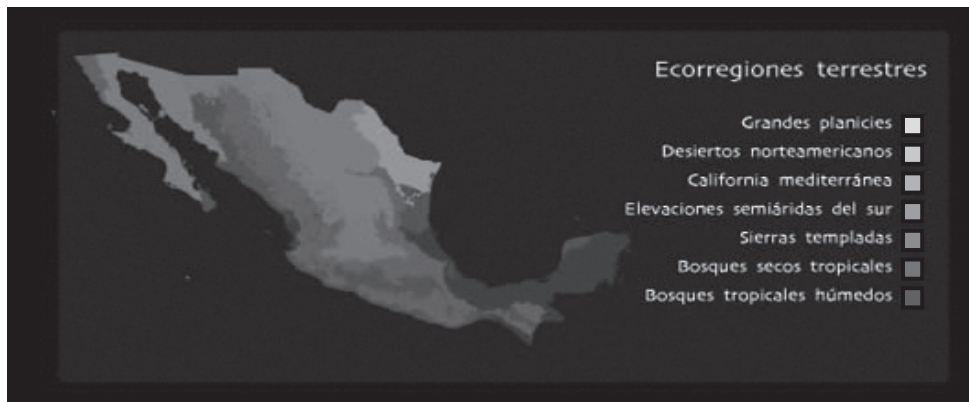 Ecorregiones terrestres
Grandes planicies
Desiertos norteamericanos
California mediterránea
Elevaciones semiáridas del sur
Sierras templadas
Bosques secos tropicales
Bosques tropicales húmedos